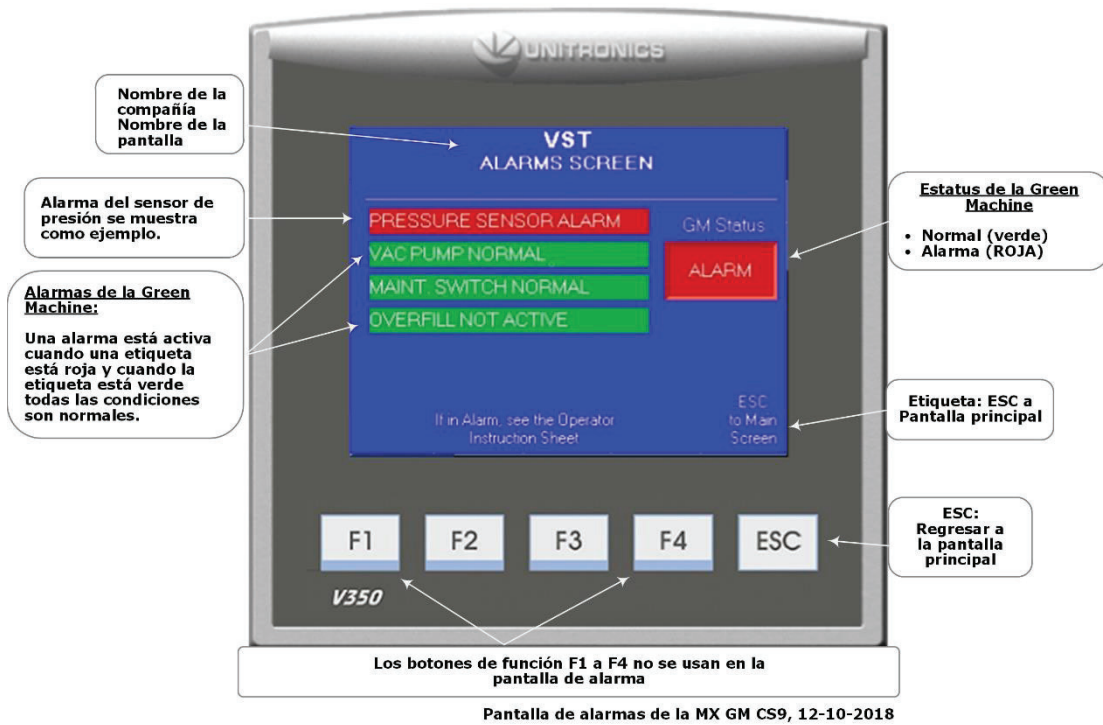 UNITRONICS
Nombre de la
compañía
Nombre de la
pantalla
VST
ALARMS SCREEN
Alarma del sensor de
presión se muestra
como ejemplo.
PRESSURE SENSOR ALARM
VAC PUMP NORMAL
MAINT. SWITCH NORMAL
OVERFILL NOT ACTIVE
GM Status
ALARM
Estatus de la Green
Machine
• Normal (verde)
• Alarma (ROJA)
Alarmas de la Green
Machine:
Una alarma está activa
cuando una etiqueta
está roja y cuando la
etiqueta está verde
todas las condiciones
son normales.
If in Alarm, see the Operator
Instruction Sheet
ESC
to Main
Screen
Etiqueta: ESC a
Pantalla principal
F1
F2
F3
F4
ESC
ESC:
Regresar a
la pantalla
principal
V350
Los botones de función F1 a F4 no se usan en la
pantalla de alarma
Pantalla de alarmas de la MX GM CS9, 12-10-2018